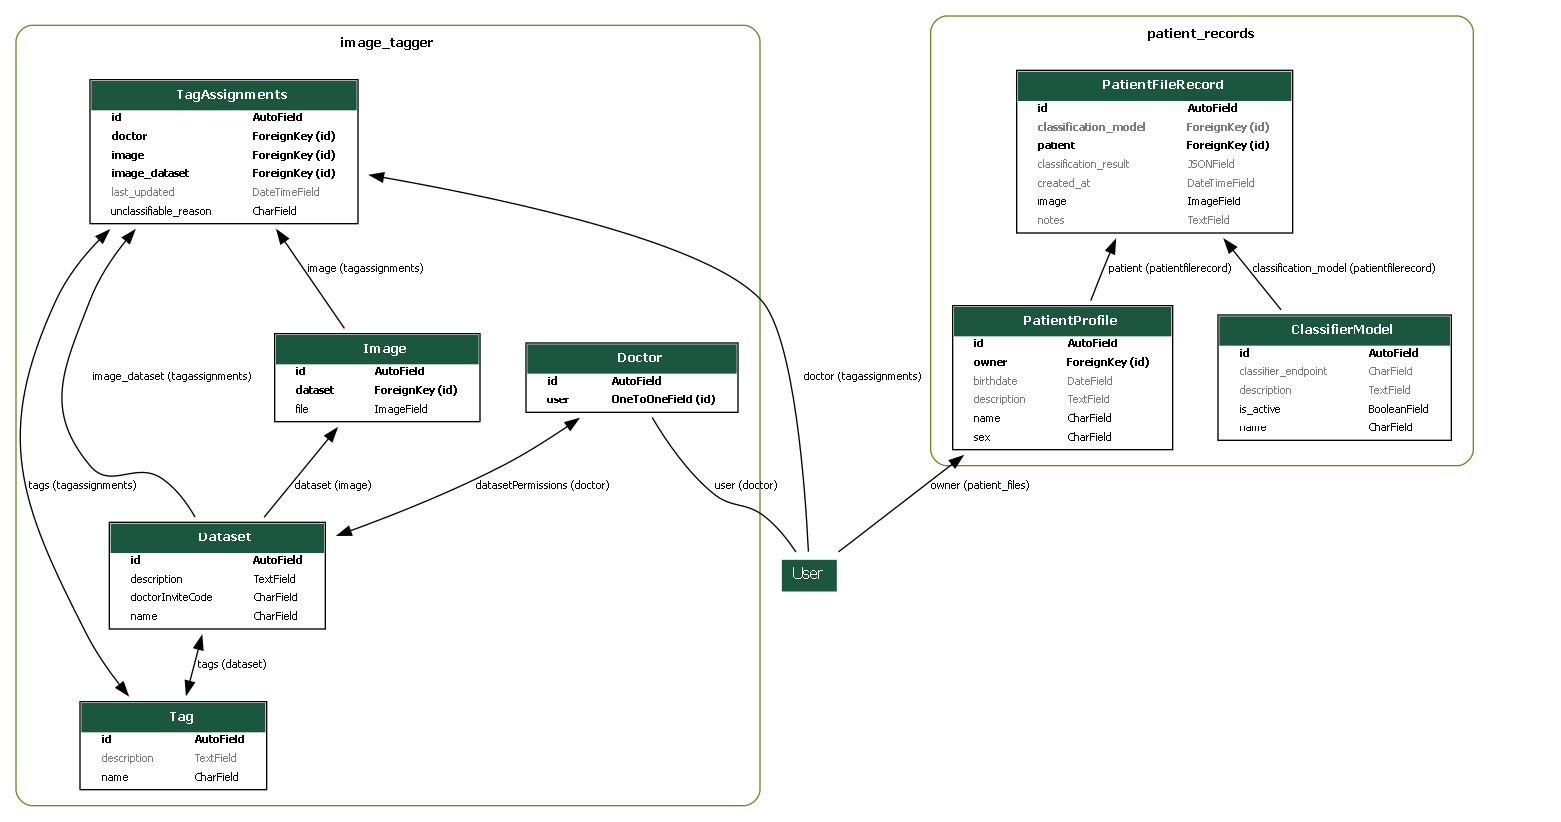 image_tagger
TagAssignments
id AutoField
doctor ForeignKey (id)
image ForeignKey (id)
image_dataset ForeignKey (id)
last_updated DateTimeField
unclassifiable_reason CharField
image (tagassignments)
image_dataset (tagassignments)
doctor (tagassignments)
Image
id AutoField
dataset ForeignKey (id)
file ImageField
Doctor
id AutoField
user OneToOneField (id)
tags (tagassignments)
dataset (image)
datasetPermissions (doctor)
user (doctor)
Dataset
id AutoField
description TextField
doctorInviteCode CharField
name CharField
tags (dataset)
Tag
id AutoField
description TextField
name CharField
User
owner (patient_files)
patient_records
PatientFileRecord
id AutoField
classification_model ForeignKey (id)
patient ForeignKey (id)
classification_result JSONField
created_at DateTimeField
image ImageField
notes TextField
patient (patientfilerecord)
classification_model (patientfilerecord)
PatientProfile
id AutoField
owner ForeignKey (id)
birthdate DateField
description TextField
name CharField
sex CharField
ClassifierModel
id AutoField
classifier_endpoint CharField
description TextField
is_active BooleanField
name CharField